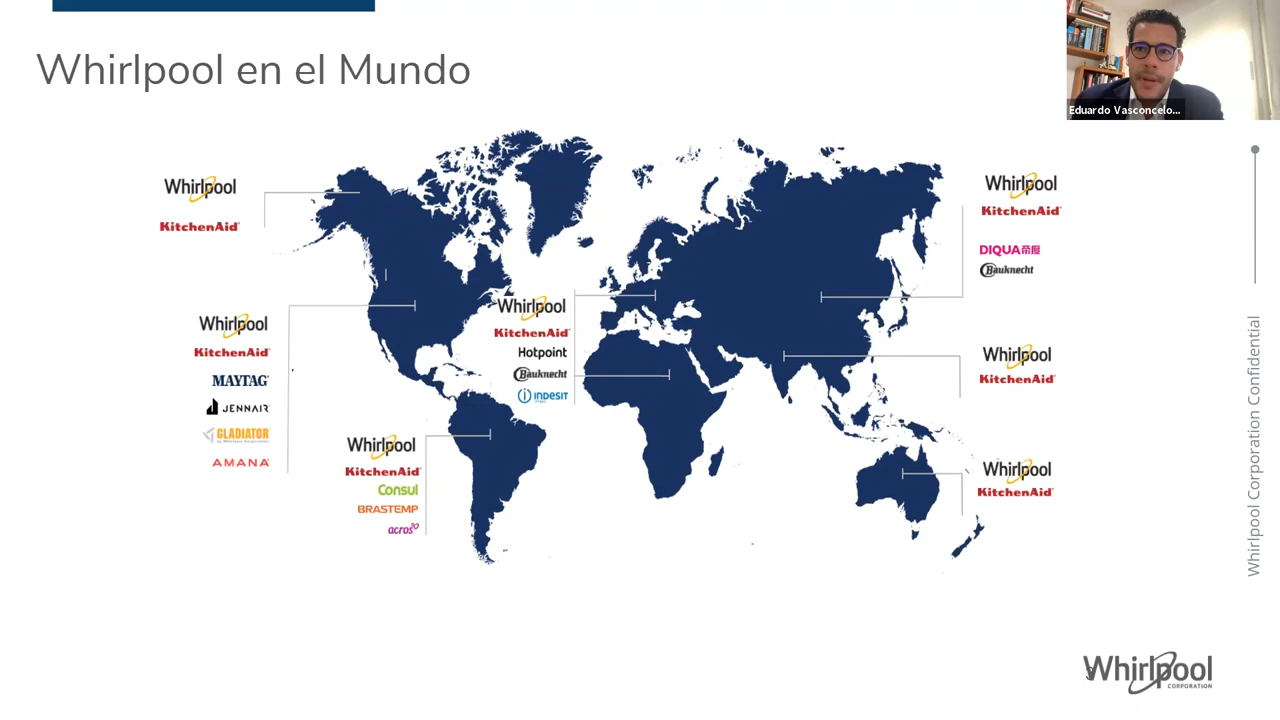 Whirlpool en el Mundo
Eduardo Vasconcelo...
Whirlpool
KitchenAid
Whirlpool
KitchenAid
MAYTAG
JENNAIR
GLADIATOR
AMANA
Whirlpool
KitchenAid
Consul
BRASTEMP
acros
Whirlpool
KitchenAid
Hotpoint
Bauknecht
INDESIT
Whirlpool
KitchenAid
DIQUA帝度
Bauknecht
Whirlpool
KitchenAid
Whirlpool
KitchenAid
Whirlpool Corporation Confidential
Whirlpool
CORPORATION